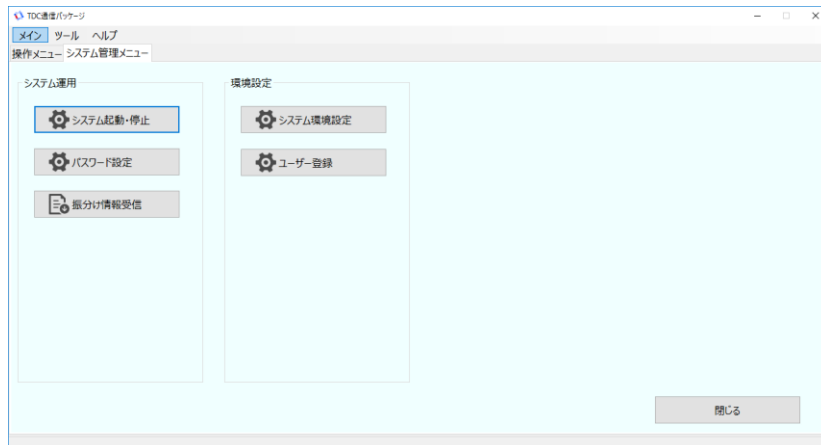 TDC通信パッケージ
メイン ツール ヘルプ
操作メニュー システム管理メニュー
システム運用
システム起動・停止
パスワード設定
振分け情報受信
環境設定
システム環境設定
ユーザー登録
閉じる